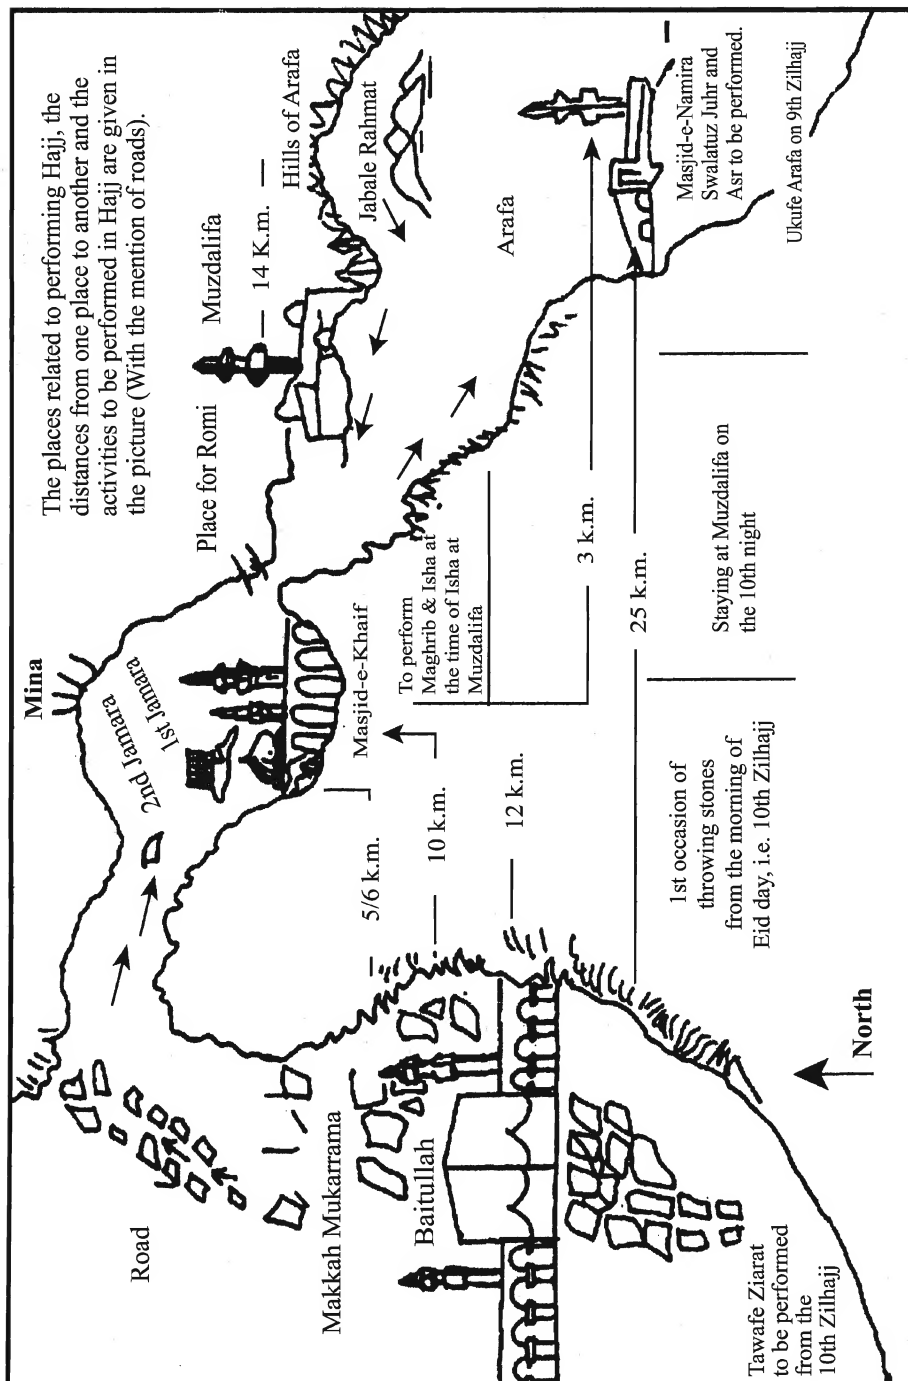 The places related to performing Hajj, the
distances from one place to another and the
activities to be performed in Hajj are given in
the picture (With the mention of roads).
Mina
2nd Jamara
1st Jamara
Place for Romi
Muzdalifa
14 K.m.
Hills of Arafa
Jabale Rahmat
Road
Makkah Mukarrama
Baitullah
5/6 k.m.
10 k.m.
12 k.m.
Masjid-e-Khaif
To perform
Maghrib & Isha at
the time of Isha at
Muzdalifa
Arafa
3 k.m.
25 k.m.
Masjid-e-Namira
Swalatuz Juhr and
Asr to be performed.
Ukufe Arafa on 9th Zilhajj
Staying at Muzdalifa on
the 10th night
1st occasion of
throwing stones
from the morning of
Eid day, i.e. 10th Zilhajj
North
Tawafe Ziarat
to be performed
from the
10th Zilhajj